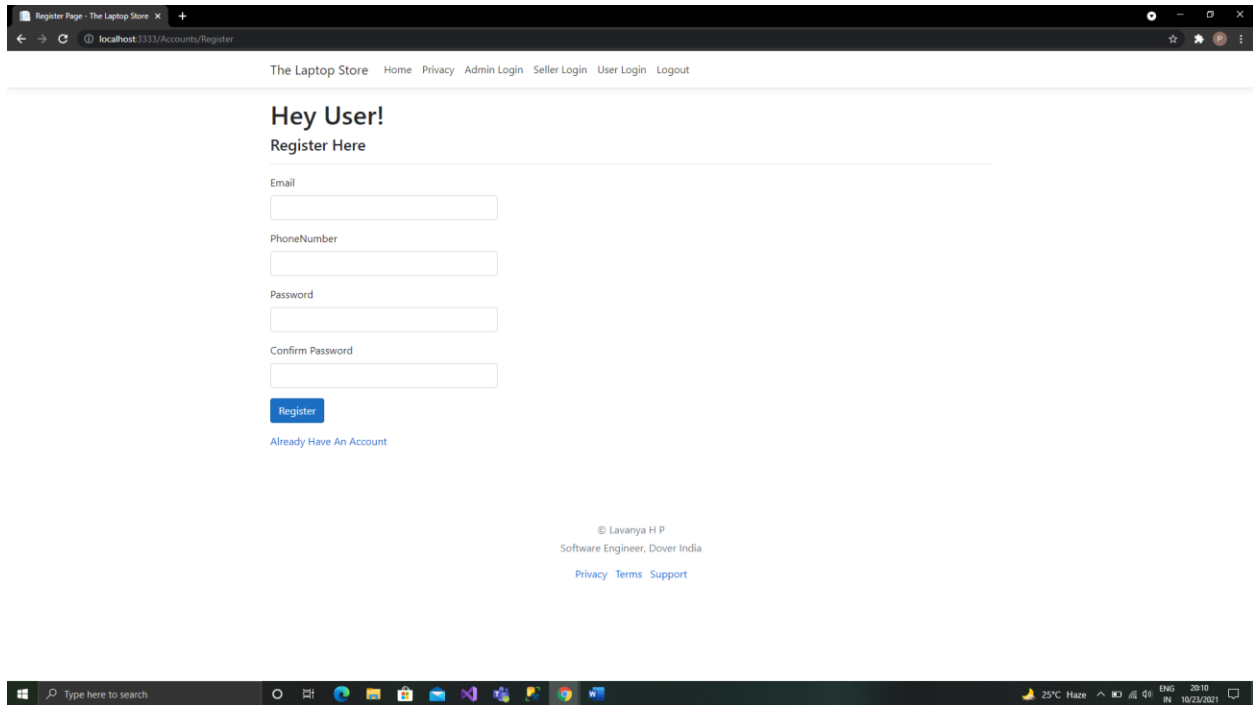 Register Page - The Laptop Store
localhost:3333/Accounts/Register
P
The Laptop Store Home Privacy Admin Login Seller Login User Login Logout
Hey User!
Register Here
Email
PhoneNumber
Password
Confirm Password
Register
Already Have An Account
© Lavanya H P
Software Engineer, Dover India
Privacy Terms Support
Type here to search
25°C Haze
ENG
IN
20:10
10/23/2021